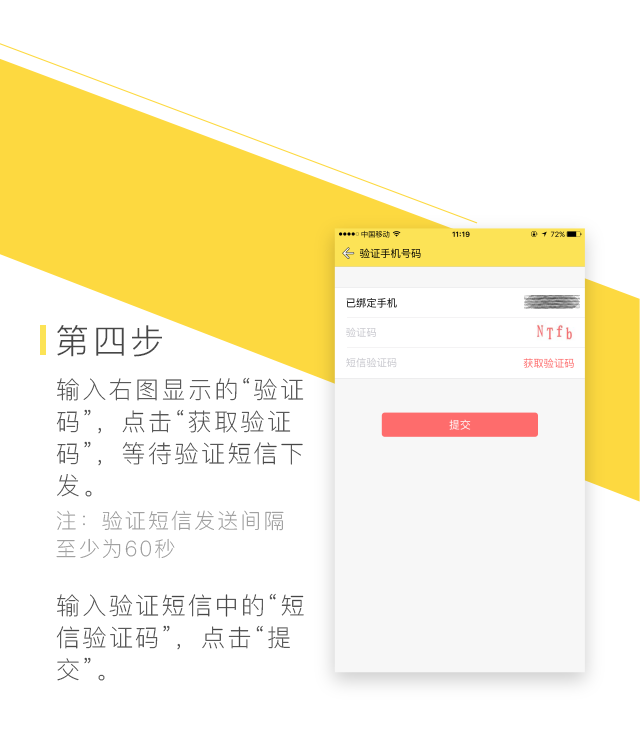 中国移动 11:19 72%
验证手机号码
已绑定手机
验证码 NTfb
短信验证码 获取验证码
提交
第四步
输入右图显示的“验证
码”，点击“获取验证
码”，等待验证短信下
发。
注：验证短信发送间隔
至少为60秒
输入验证短信中的“短
信验证码”，点击“提
交”。